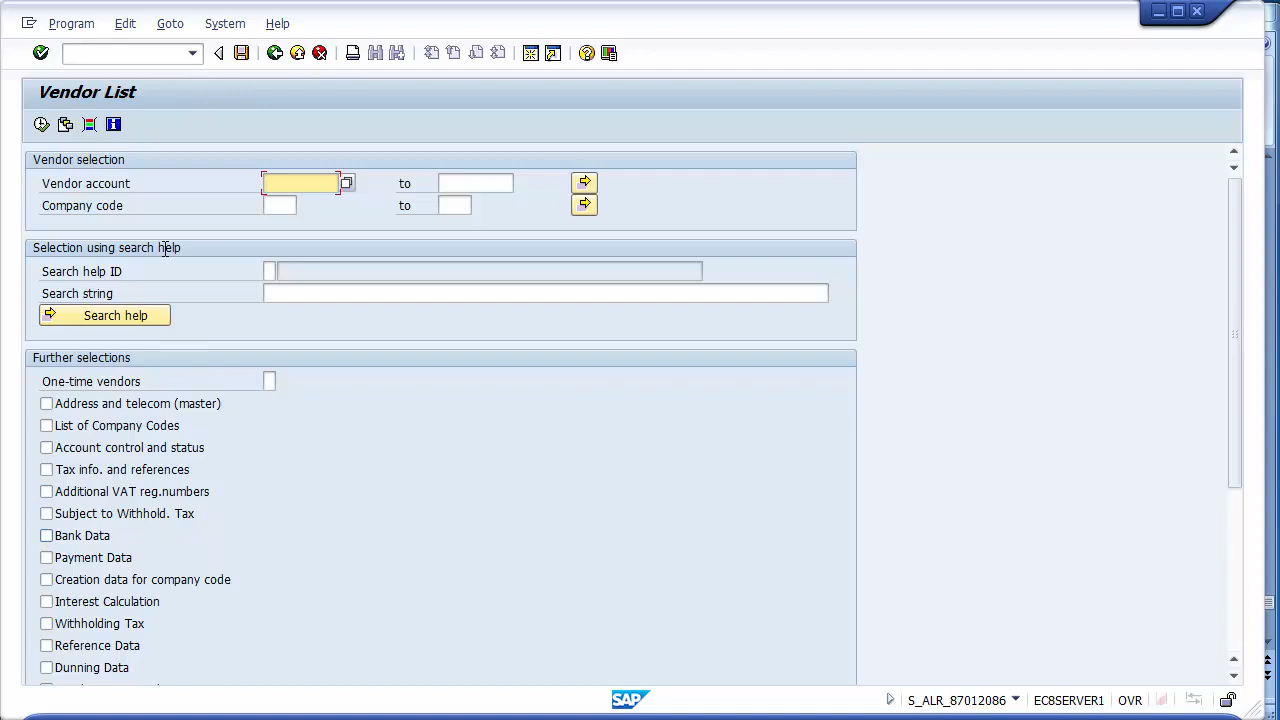 Program Edit Goto System Help
Vendor List
Vendor selection
Vendor account to
Company code to
Selection using search help
Search help ID
Search string
Search help
Further selections
One-time vendors
Address and telecom (master)
List of Company Codes
Account control and status
Tax info. and references
Additional VAT reg.numbers
Subject to Withhold. Tax
Bank Data
Payment Data
Creation data for company code
Interest Calculation
Withholding Tax
Reference Data
Dunning Data
SAP S_ALR_87012086 EC8SERVER1 OVR